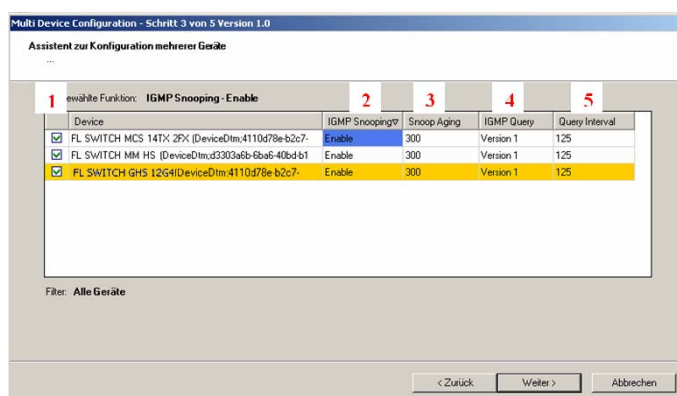 Multi Device Configuration - Schritt 3 von 5 Version 1.0
Assistent zur Konfiguration mehrerer Geräte
...
1 ewählte Funktion: IGMP Snooping - Enable 2 3 4 5
Device IGMP Snooping Snoop Aging IGMP Query Query Interval
FL SWITCH MCS 14TX 2FX (DeviceDtm;4110d78e-b2c7- Enable 300 Version 1 125
FL SWITCH MM HS (DeviceDtm;d3303a6b-6ba6-40bd-b1 Enable 300 Version 1 125
FL SWITCH GHS 12G4(DeviceDtm;4110d78e-b2c7- Enable 300 Version 1 125
Filter: Alle Geräte
< Zurück Weiter > Abbrechen